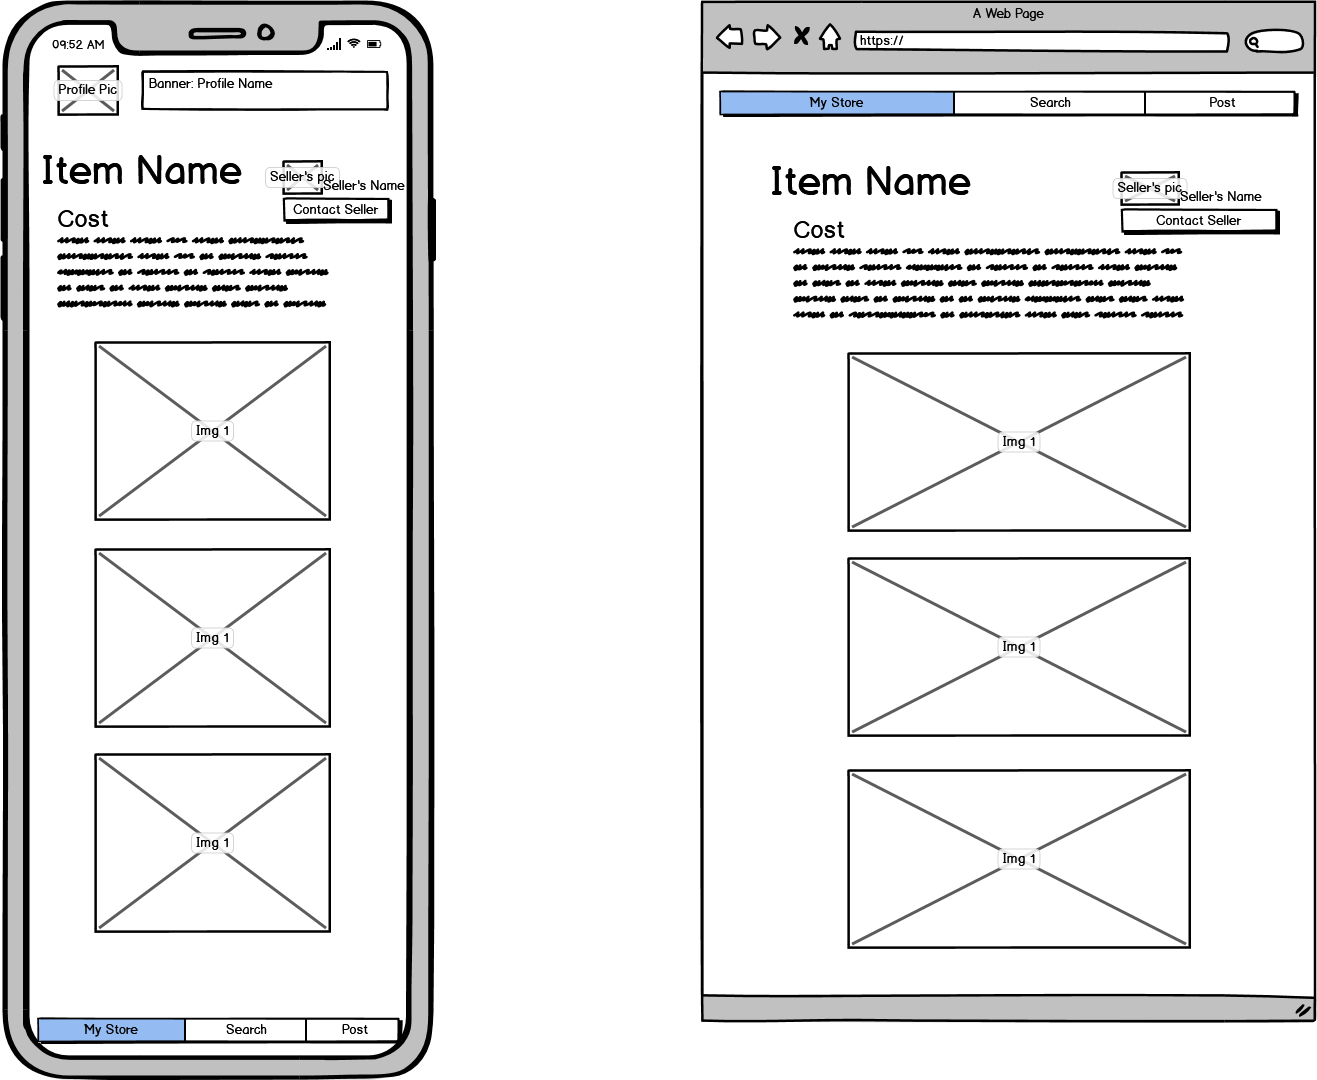 09:52 AM
Profile Pic
Banner: Profile Name
Item Name
Seller's pic
Seller's Name
Contact Seller
Cost
Img 1
Img 1
Img 1
My Store
Search
Post
A Web Page
https://
My Store
Search
Post
Item Name
Seller's pic
Seller's Name
Contact Seller
Cost
Img 1
Img 1
Img 1